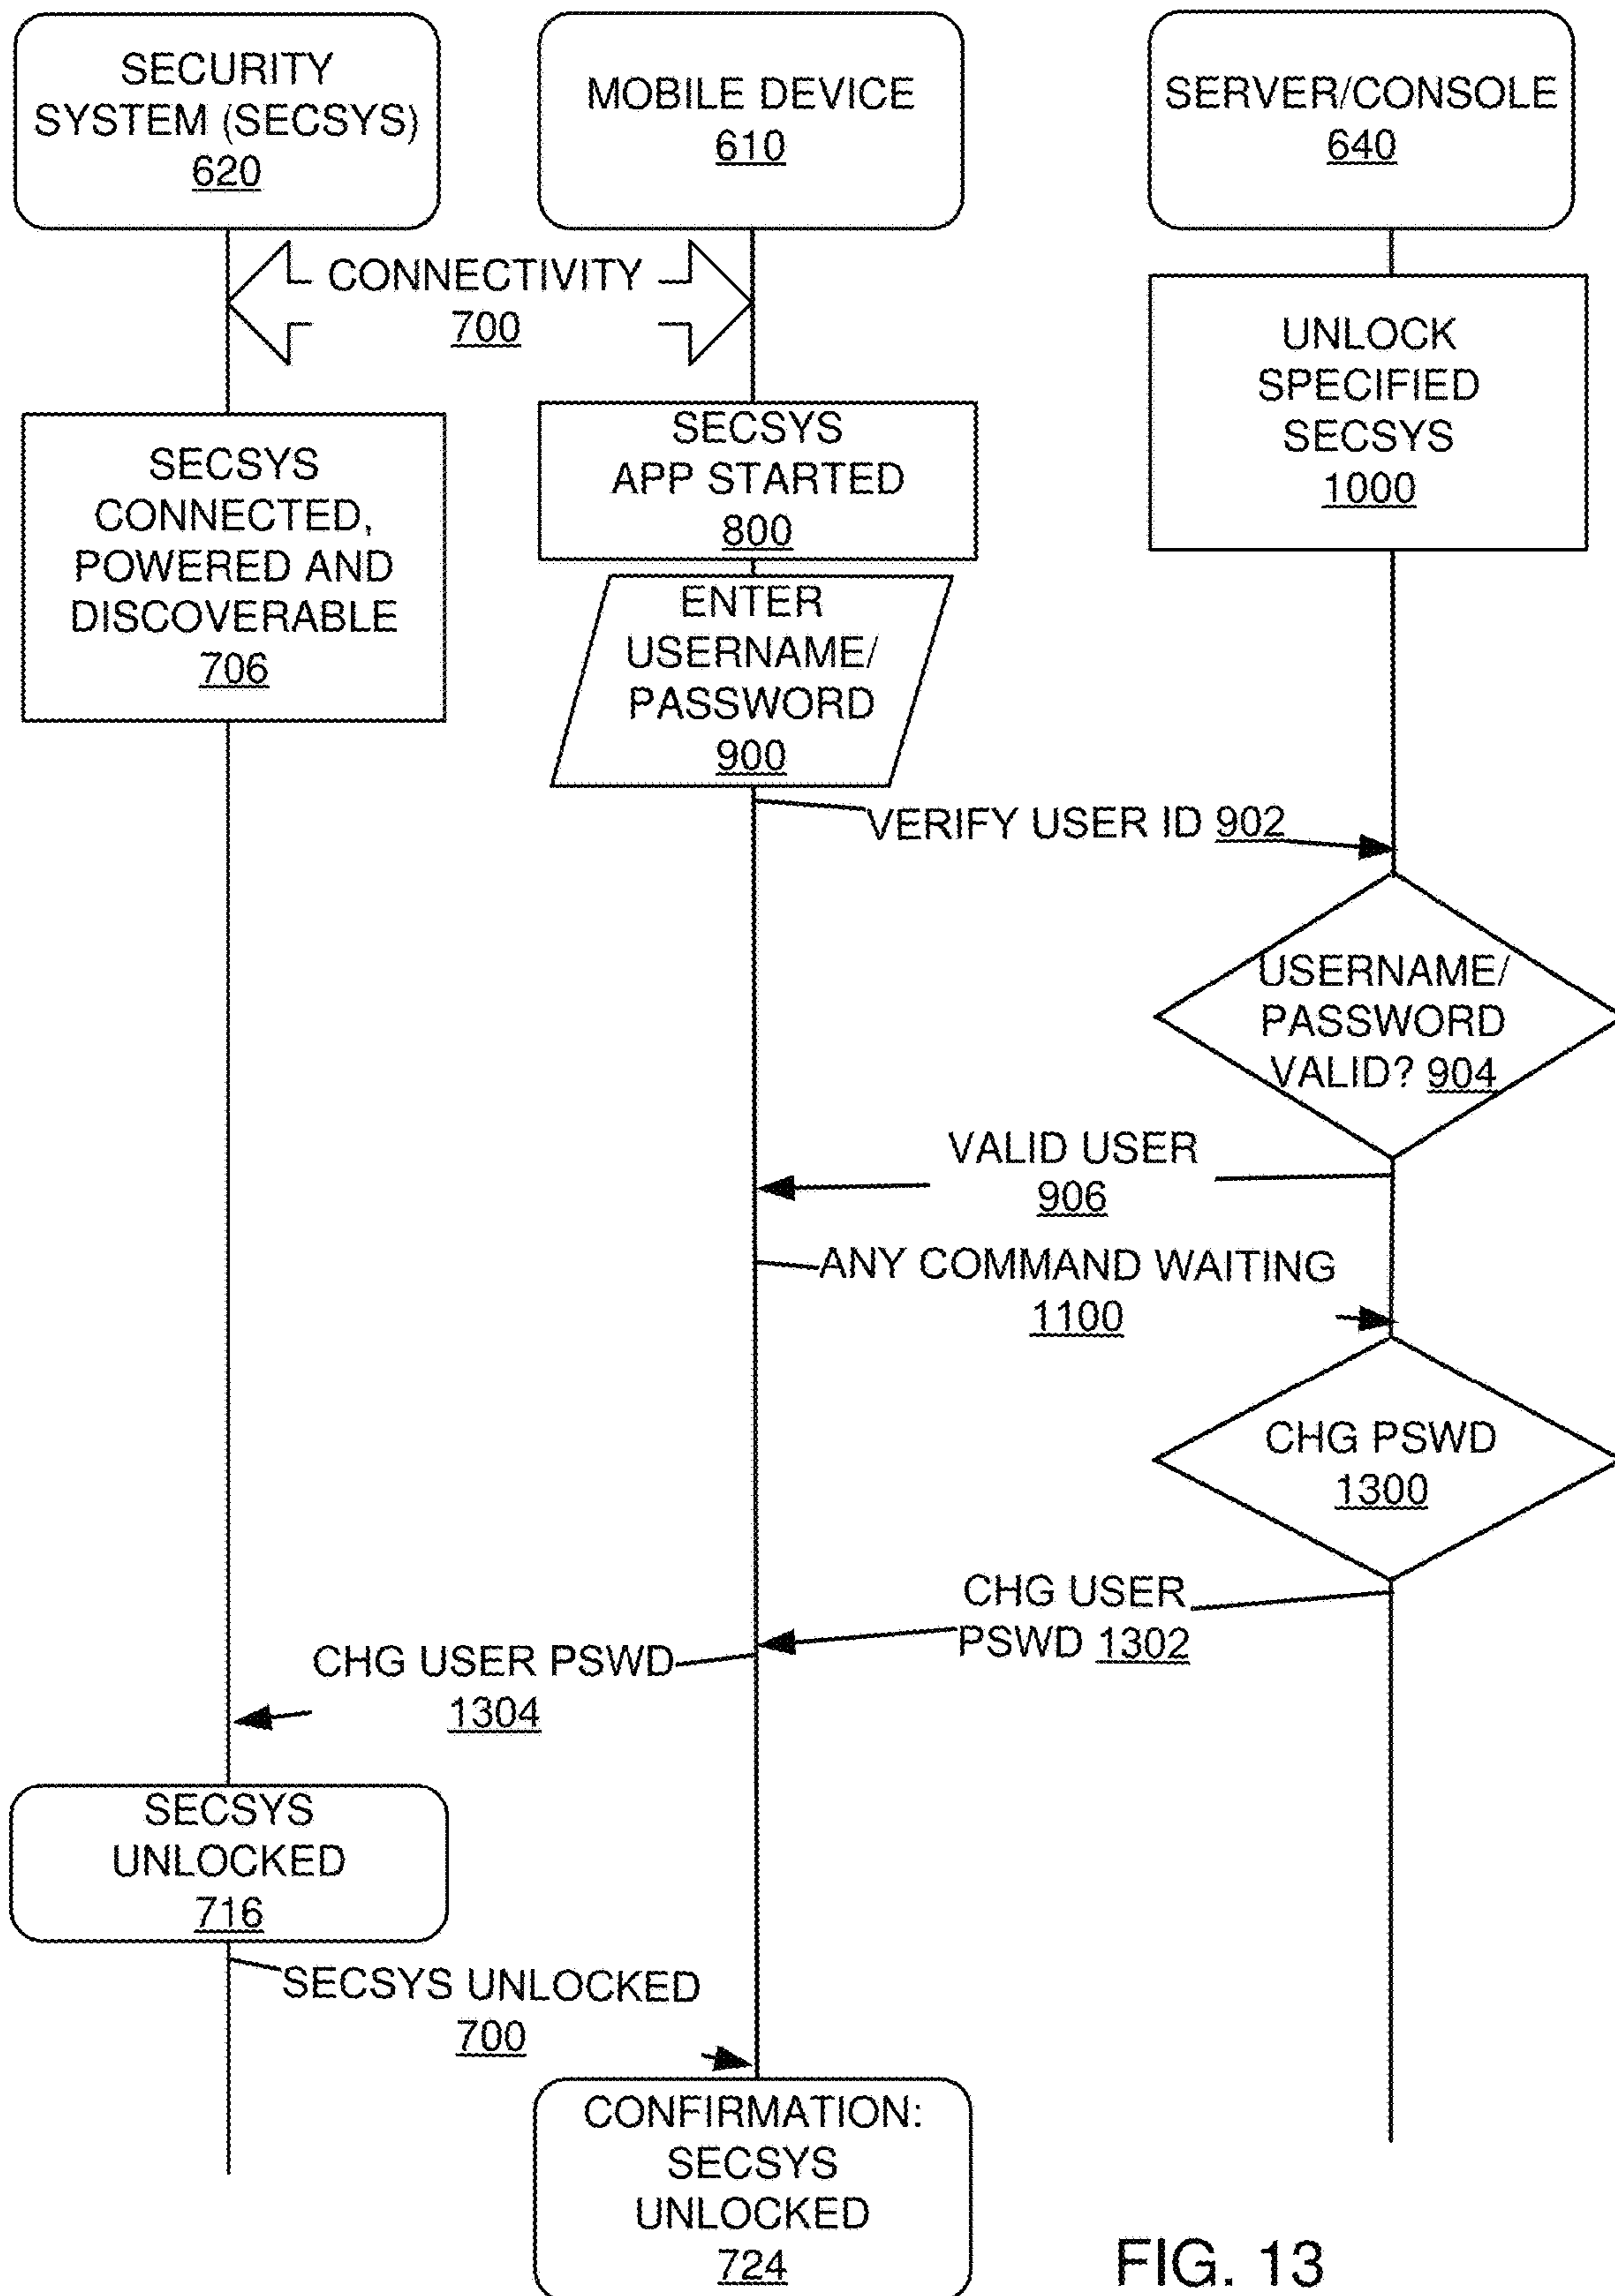 SECURITY
SYSTEM (SECSYS)
620
MOBILE DEVICE
610
SERVER/CONSOLE
640
CONNECTIVITY
700
UNLOCK
SPECIFIED
SECSYS
1000
SECSYS
CONNECTED,
POWERED AND
DISCOVERABLE
706
SECSYS
APP STARTED
800
ENTER
USERNAME/
PASSWORD
900
VERIFY USER ID 902
USERNAME/
PASSWORD
VALID? 904
VALID USER
906
ANY COMMAND WAITING
1100
CHG PSWD
1300
CHG USER
PSWD 1302
CHG USER PSWD
1304
SECSYS
UNLOCKED
716
SECSYS UNLOCKED
700
CONFIRMATION:
SECSYS
UNLOCKED
724
FIG. 13